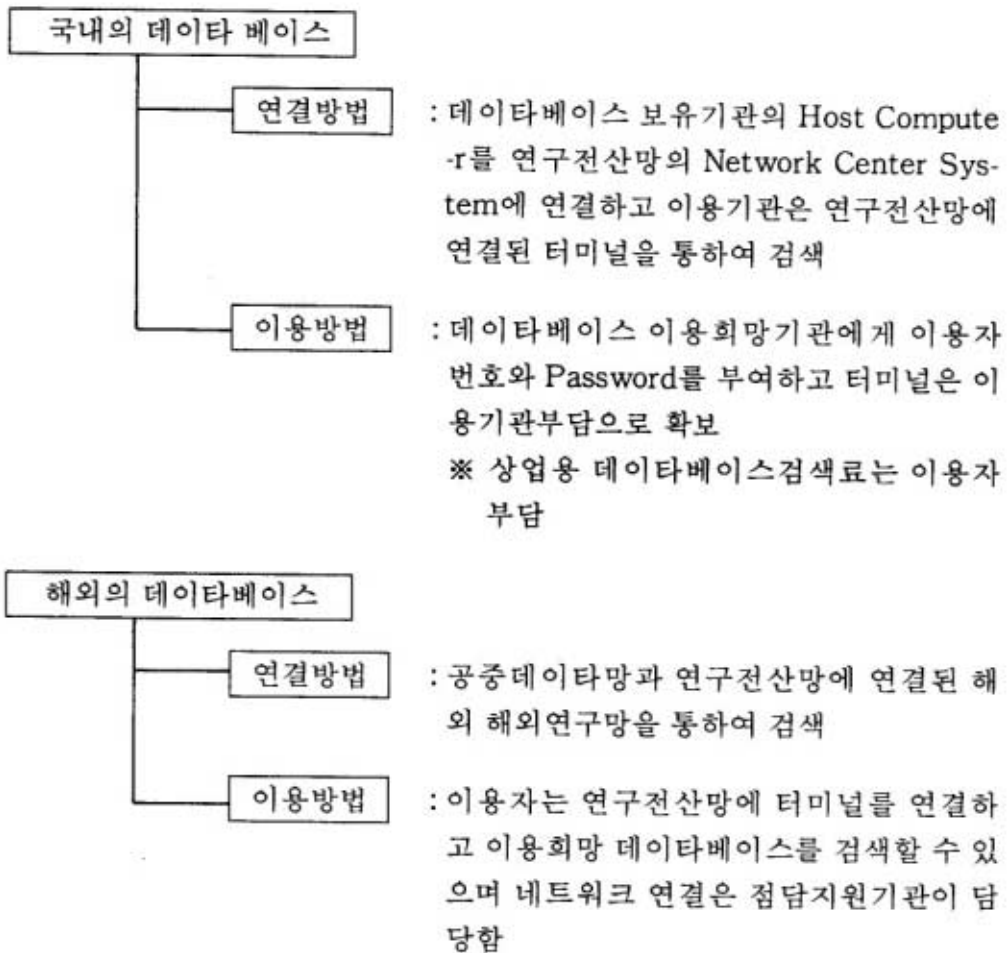 국내의 데이타 베이스
연결방법 : 데이타베이스 보유기관의 Host Compute
-r를 연구전산망의 Network Center Sys-
tem에 연결하고 이용기관은 연구전산망에
연결된 터미널을 통하여 검색
이용방법 : 데이타베이스 이용희망기관에게 이용자
번호와 Password를 부여하고 터미널은 이
용기관부담으로 확보
※ 상업용 데이타베이스검색료는 이용자
부담
해외의 데이타베이스
연결방법 : 공중데이타망과 연구전산망에 연결된 해
외 해외연구망을 통하여 검색
이용방법 : 이용자는 연구전산망에 터미널를 연결하
고 이용희망 데이타베이스를 검색할 수 있
으며 네트워크 연결은 점담지원기관이 담
당함